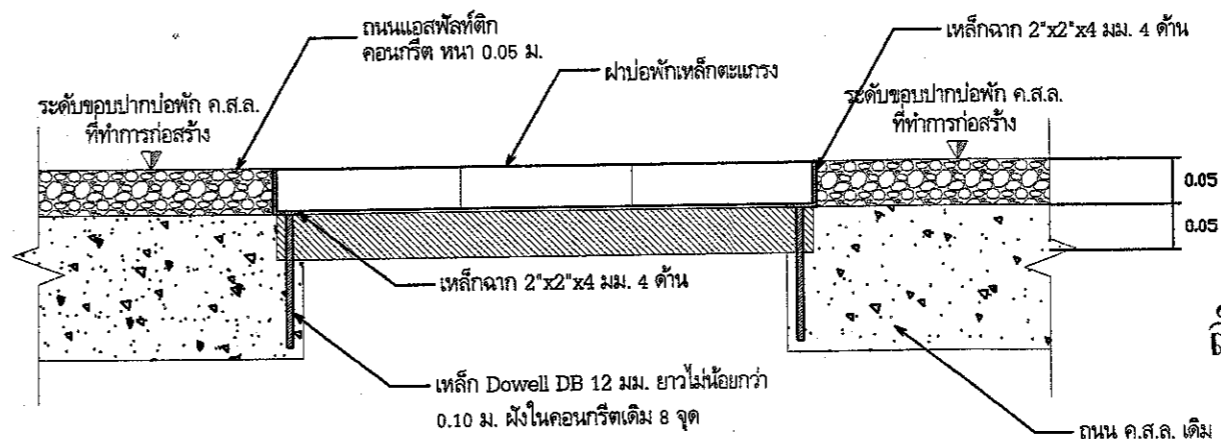 ถนนแอสฟัลท์ติก
คอนกรีต หนา 0.05 ม.
เหล็กฉาก 2"x2"x4 มม. 4 ด้าน
ฝาบ่อพักเหล็กตะแกรง
ระดับขอบปากบ่อพัก ค.ส.ล.
ที่ทำการก่อสร้าง
ระดับขอบปากบ่อพัก ค.ส.ล.
ที่ทำการก่อสร้าง
0.05
0.05
เหล็กฉาก 2"x2"x4 มม. 4 ด้าน
เหล็ก Dowell DB 12 มม. ยาวไม่น้อยกว่า
0.10 ม. ฝังในคอนกรีตเดิม 8 จุด
ถนน ค.ส.ล. เดิม